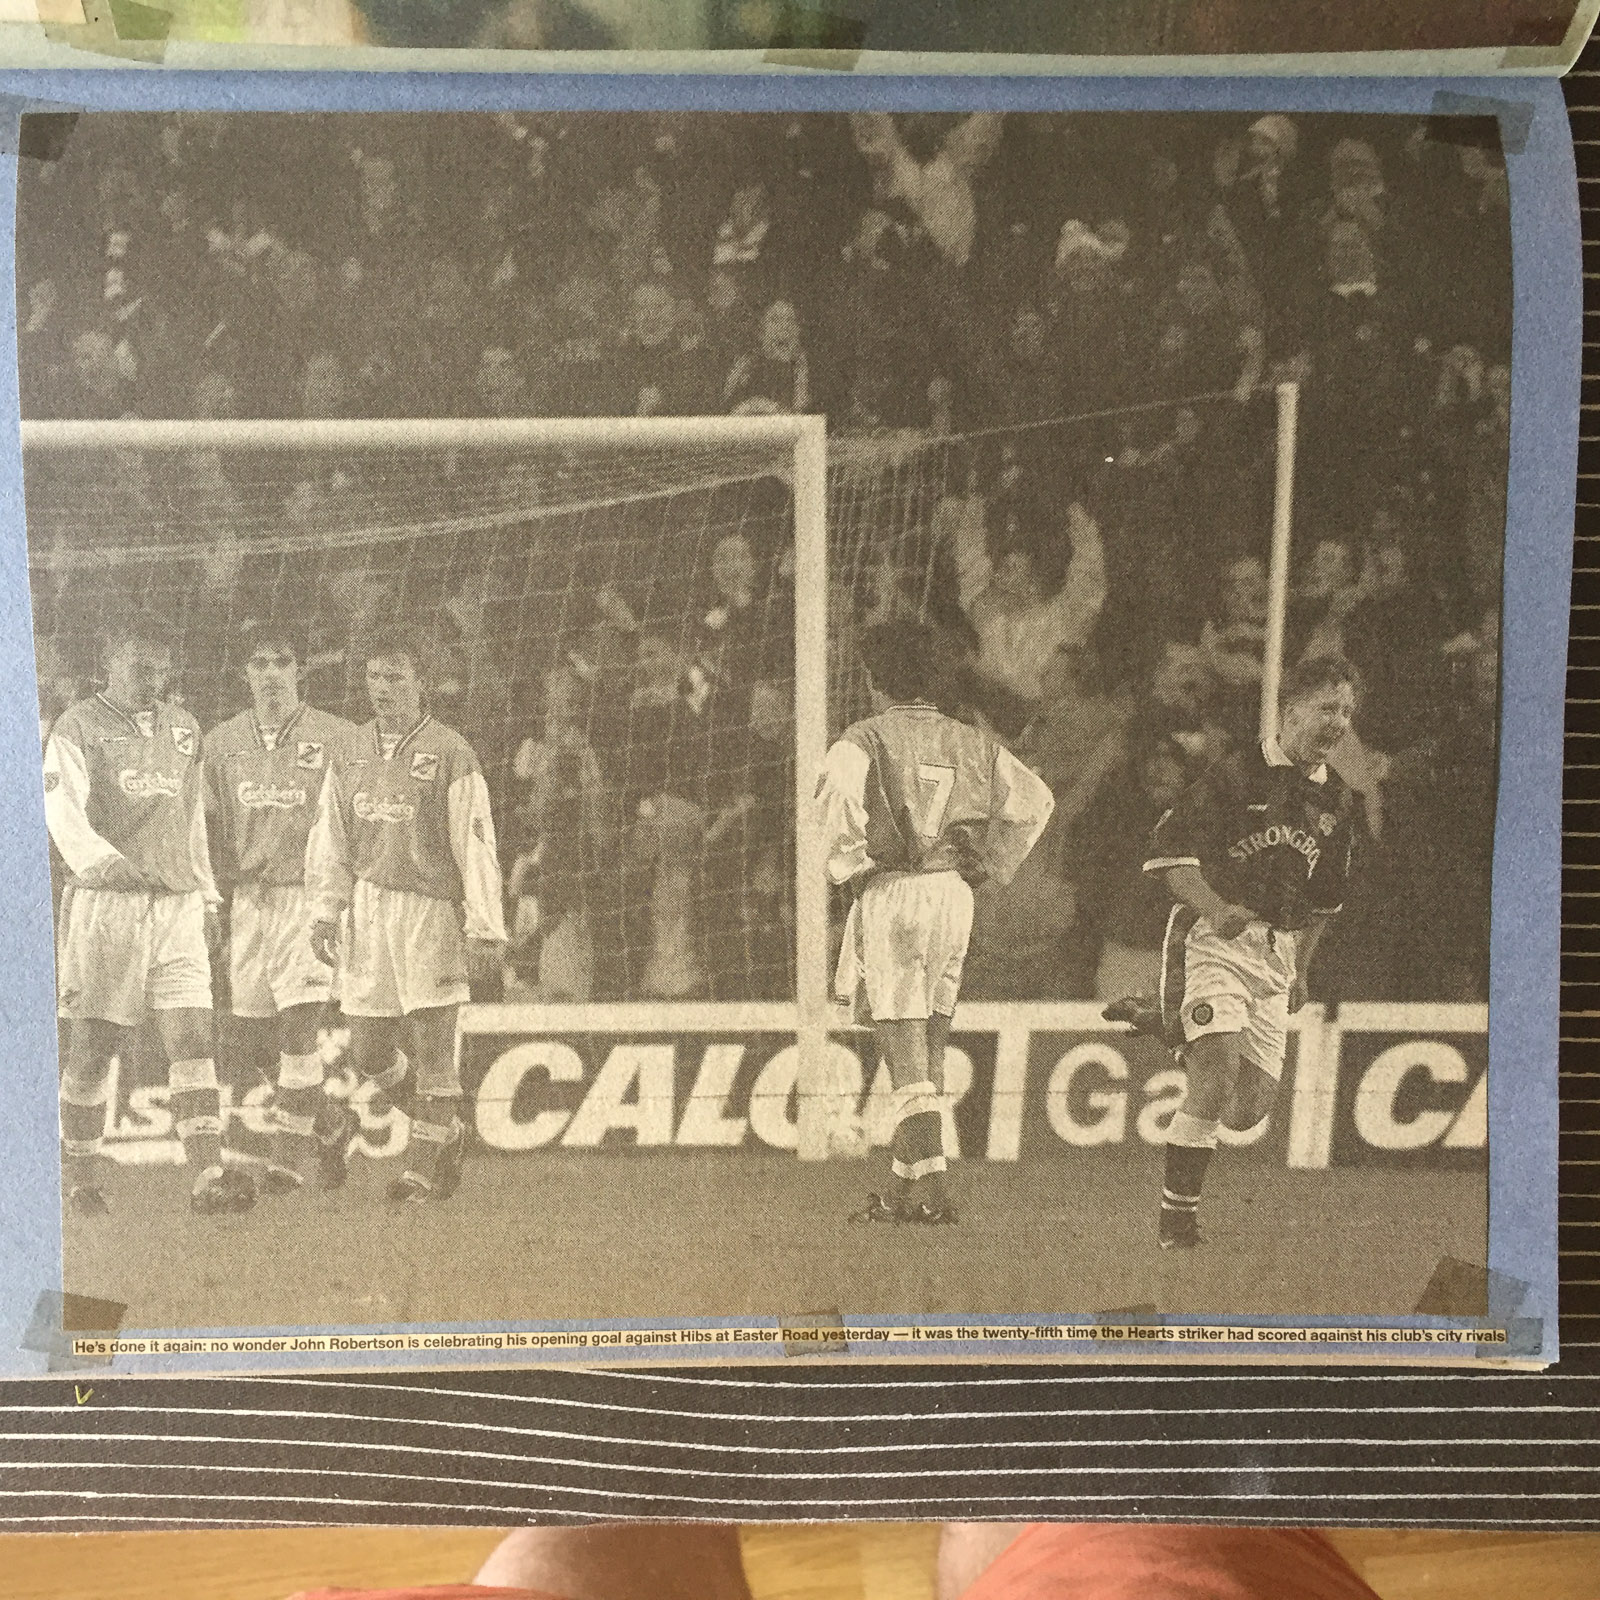 Carlsberg
Carlsberg
Carlsberg
7
STRONGBO
CALOR Gas CA
He's done it again: no wonder John Robertson is celebrating his opening goal against Hibs at Easter Road yesterday — it was the twenty-fifth time the Hearts striker had scored against his club's city rivals